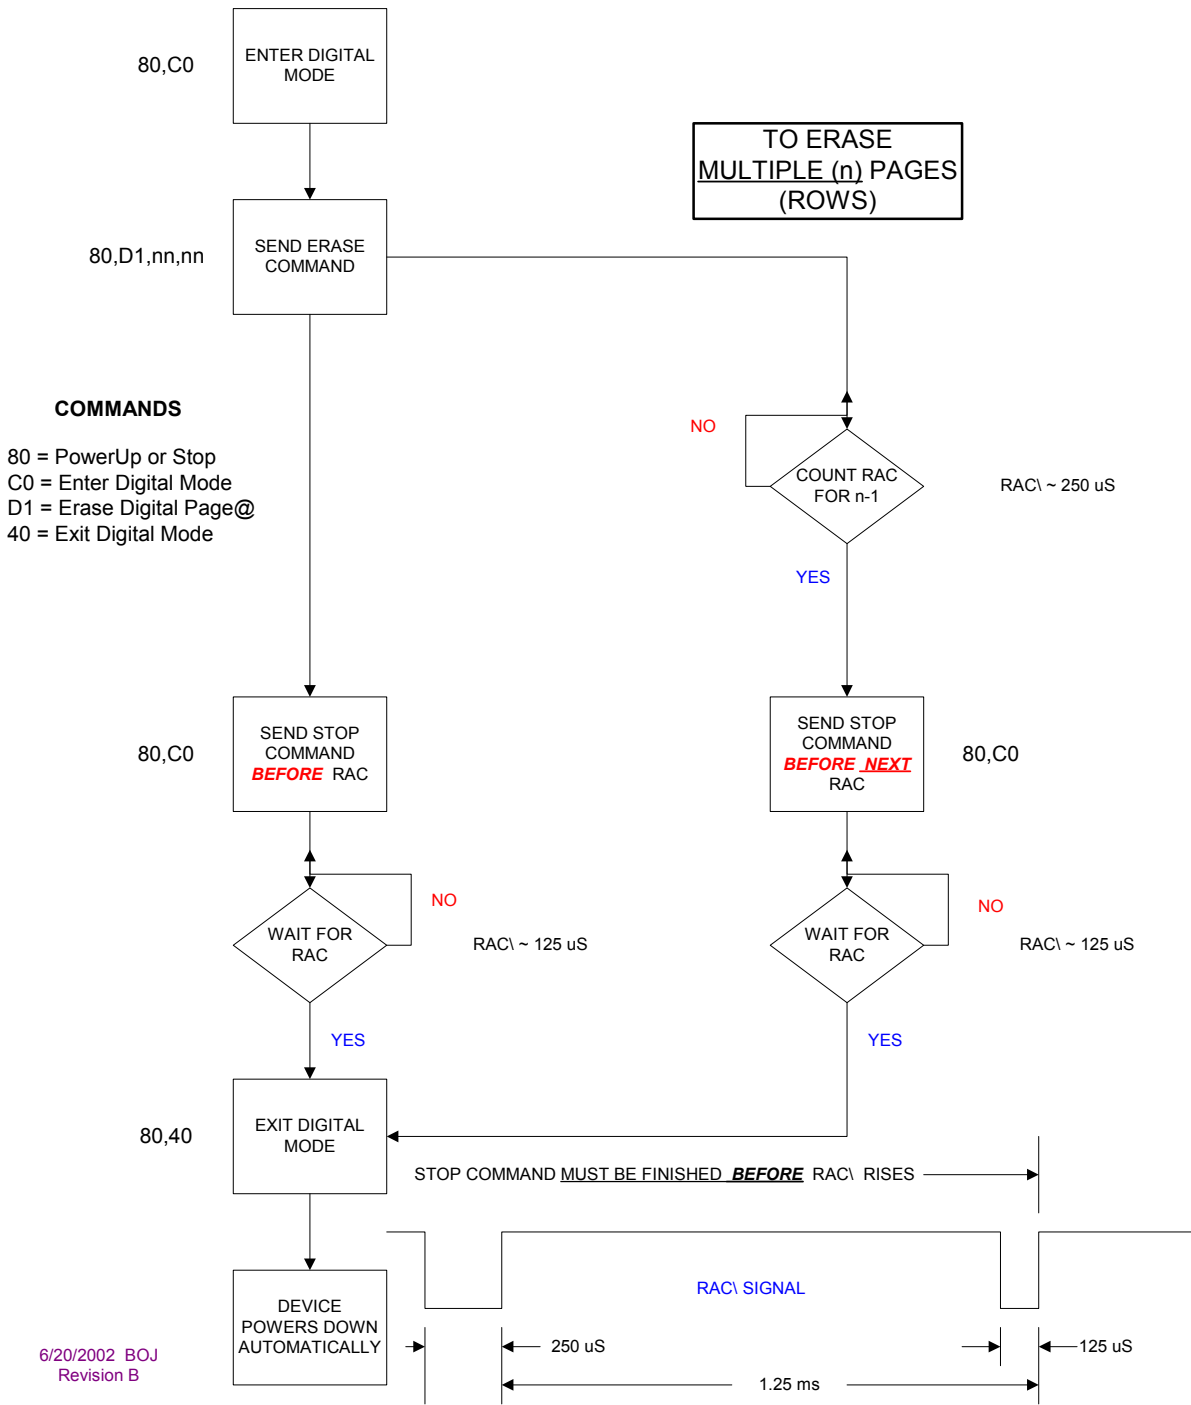 80,C0
ENTER DIGITAL
MODE
TO ERASE
MULTIPLE (n) PAGES
(ROWS)
80,D1,nn,nn
SEND ERASE
COMMAND
COMMANDS
80 = PowerUp or Stop
C0 = Enter Digital Mode
D1 = Erase Digital Page@
40 = Exit Digital Mode
NO
COUNT RAC
FOR n-1
RAC\ ~ 250 uS
YES
80,C0
SEND STOP
COMMAND
BEFORE RAC
SEND STOP
COMMAND
BEFORE NEXT
RAC
80,C0
WAIT FOR
RAC
NO
RAC\ ~ 125 uS
YES
WAIT FOR
RAC
NO
RAC\ ~ 125 uS
YES
80,40
EXIT DIGITAL
MODE
STOP COMMAND MUST BE FINISHED BEFORE RAC\ RISES
DEVICE
POWERS DOWN
AUTOMATICALLY
RAC\ SIGNAL
250 uS
125 uS
1.25 ms
6/20/2002 BOJ
Revision B